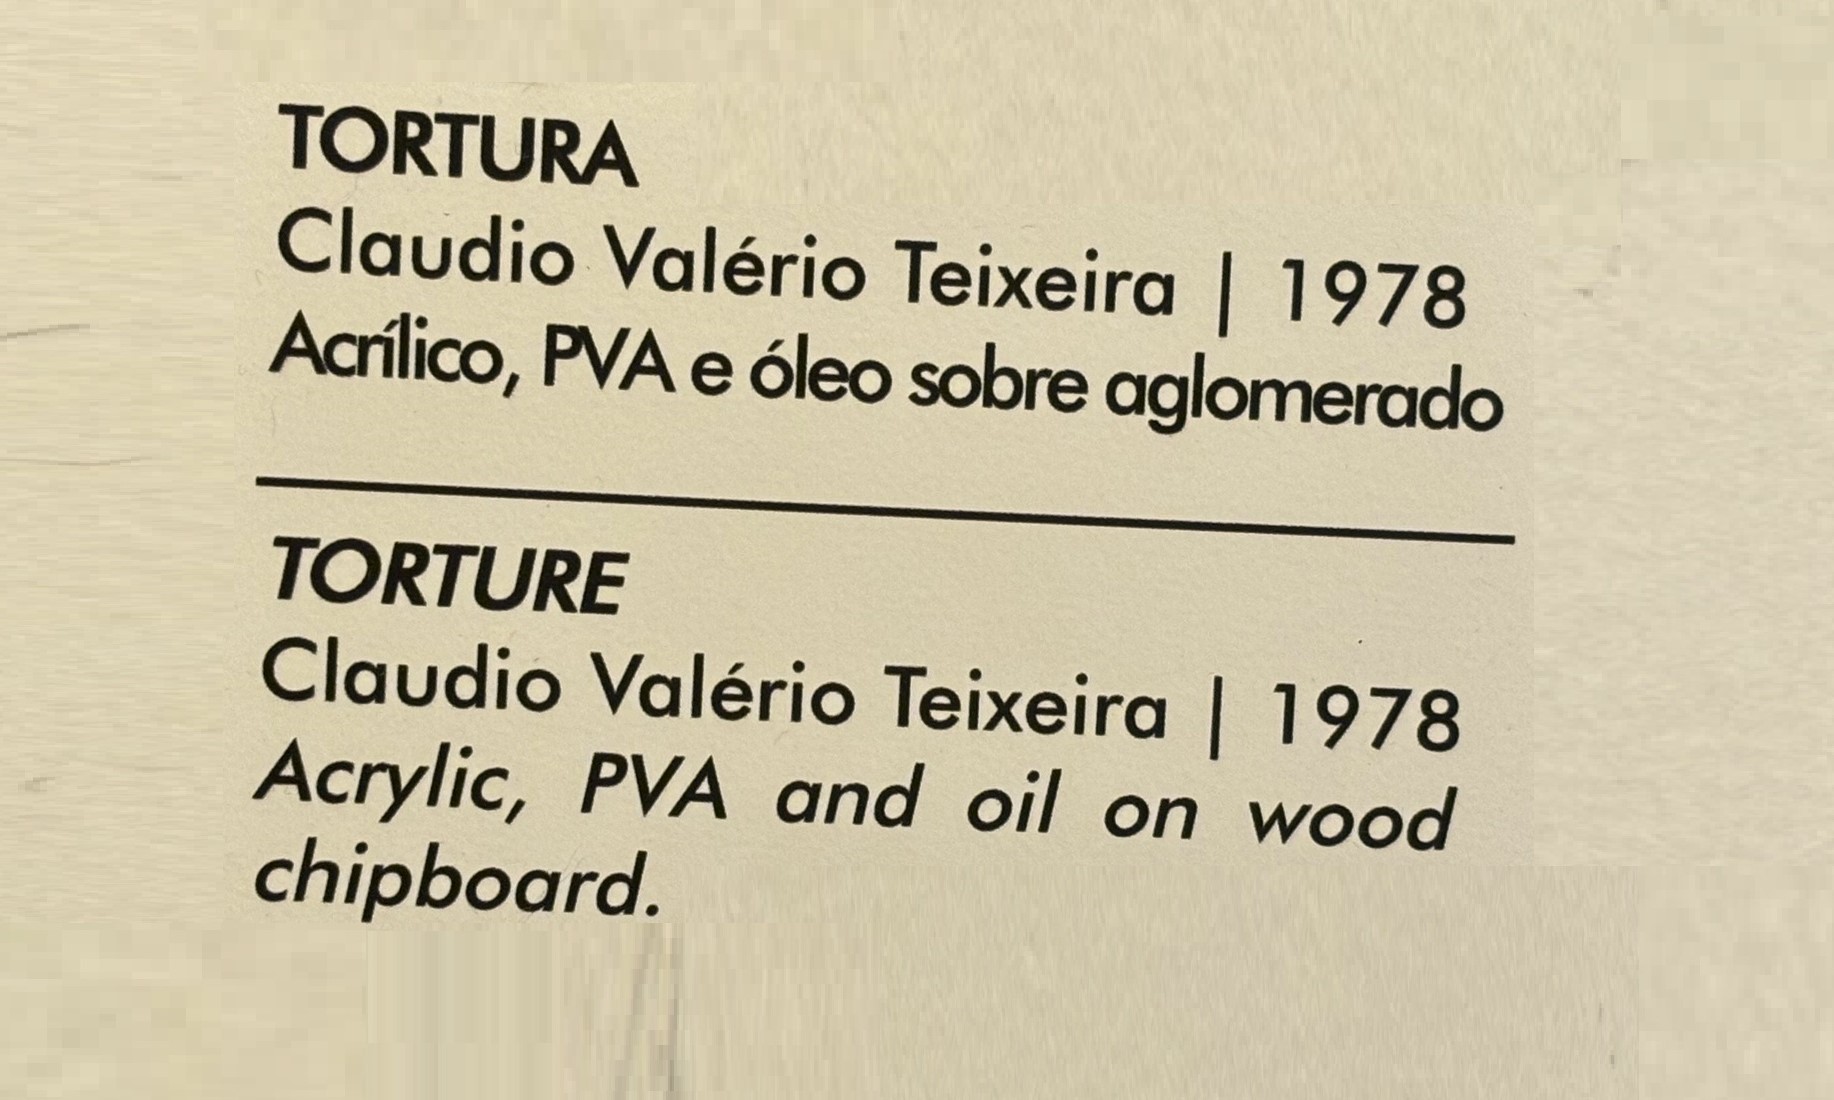 TORTURA
Claudio Valério Teixeira | 1978
Acrílico, PVA e óleo sobre aglomerado
TORTURE
Claudio Valério Teixeira | 1978
Acrylic, PVA and oil on wood
chipboard.